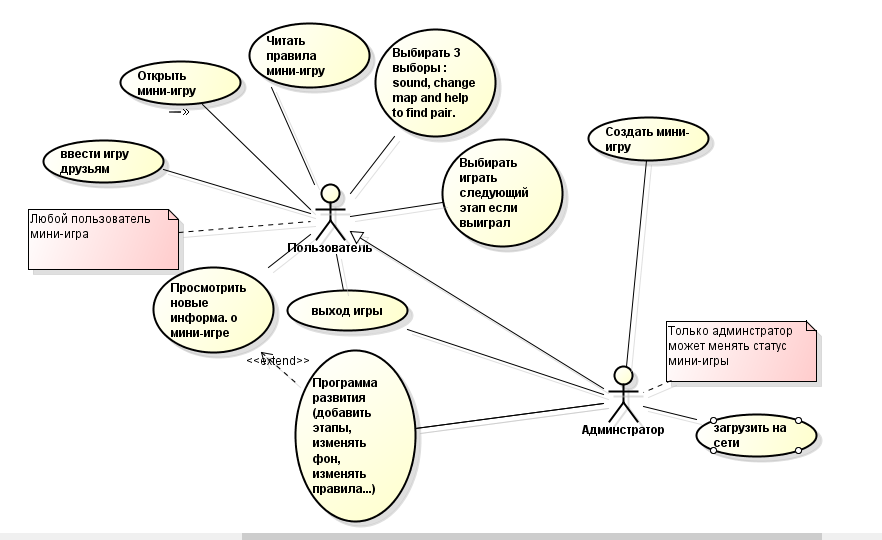 Читать
правила
мини-игру
Открыть
мини-игру
Выбирать 3
выборы :
sound, change
map and help
to find pair.
ввести игру
друзьям
Создать мини-
игру
Выбирать
играть
следующий
этап если
выиграл
Любой пользователь
мини-игра
Пользователь
Просмотрить
новые
информа. о
мини-игре
выход игры
<<extend>>
Программа
развития
(добавить
этапы,
изменять
фон,
изменять
правила...)
Только админстратор
может менять статус
мини-игры
Админстратор
загрузить на
сети